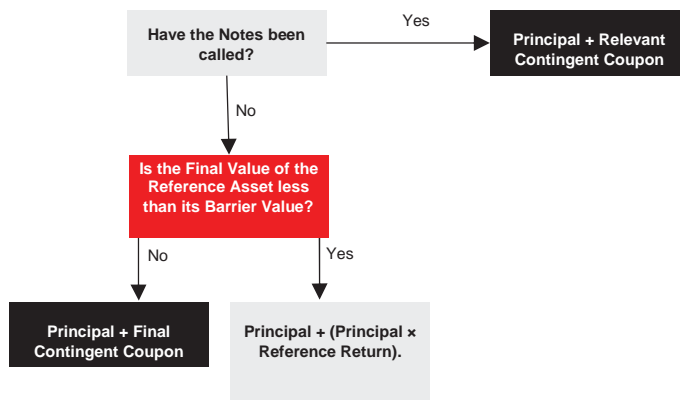 Have the Notes been
called?
Yes
Principal + Relevant
Contingent Coupon
No
Is the Final Value of the
Reference Asset less
than its Barrier Value?
No
Yes
Principal + Final
Contingent Coupon
Principal + (Principal ×
Reference Return).